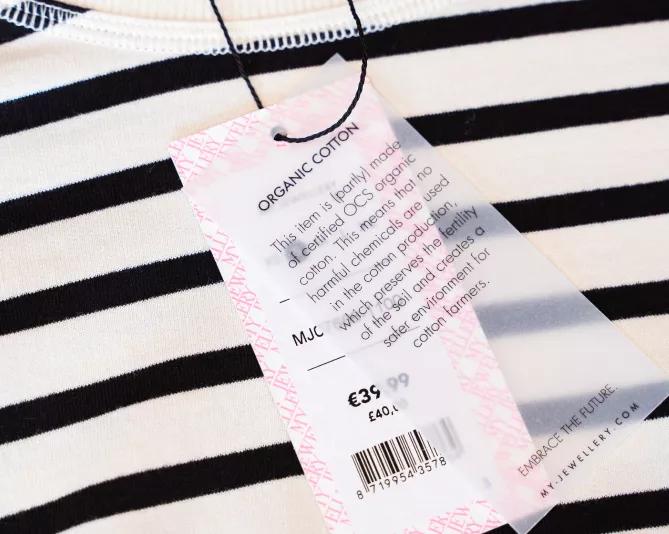 ORGANIC COTTON
This item is (partly) made
of certified OCS organic
cotton. This means that no
harmful chemicals are used
in the cotton production,
which preserves the fertility
of the soil and creates a
safer environment for
cotton farmers.
MJC
€39.99
£40,
8 719954 3578
EMBRACE THE FUTURE.
MY.JEWELLERY.COM